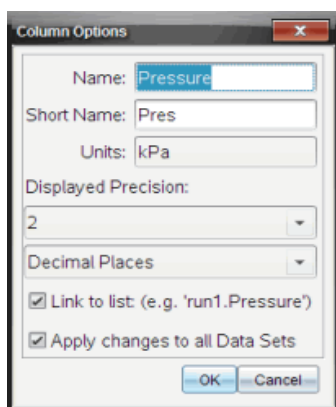 Column Options
Name: Pressure
Short Name: Pres
Units: kPa
Displayed Precision:
2
Decimal Places
Link to list: (e.g. 'run1.Pressure')
Apply changes to all Data Sets
OK Cancel